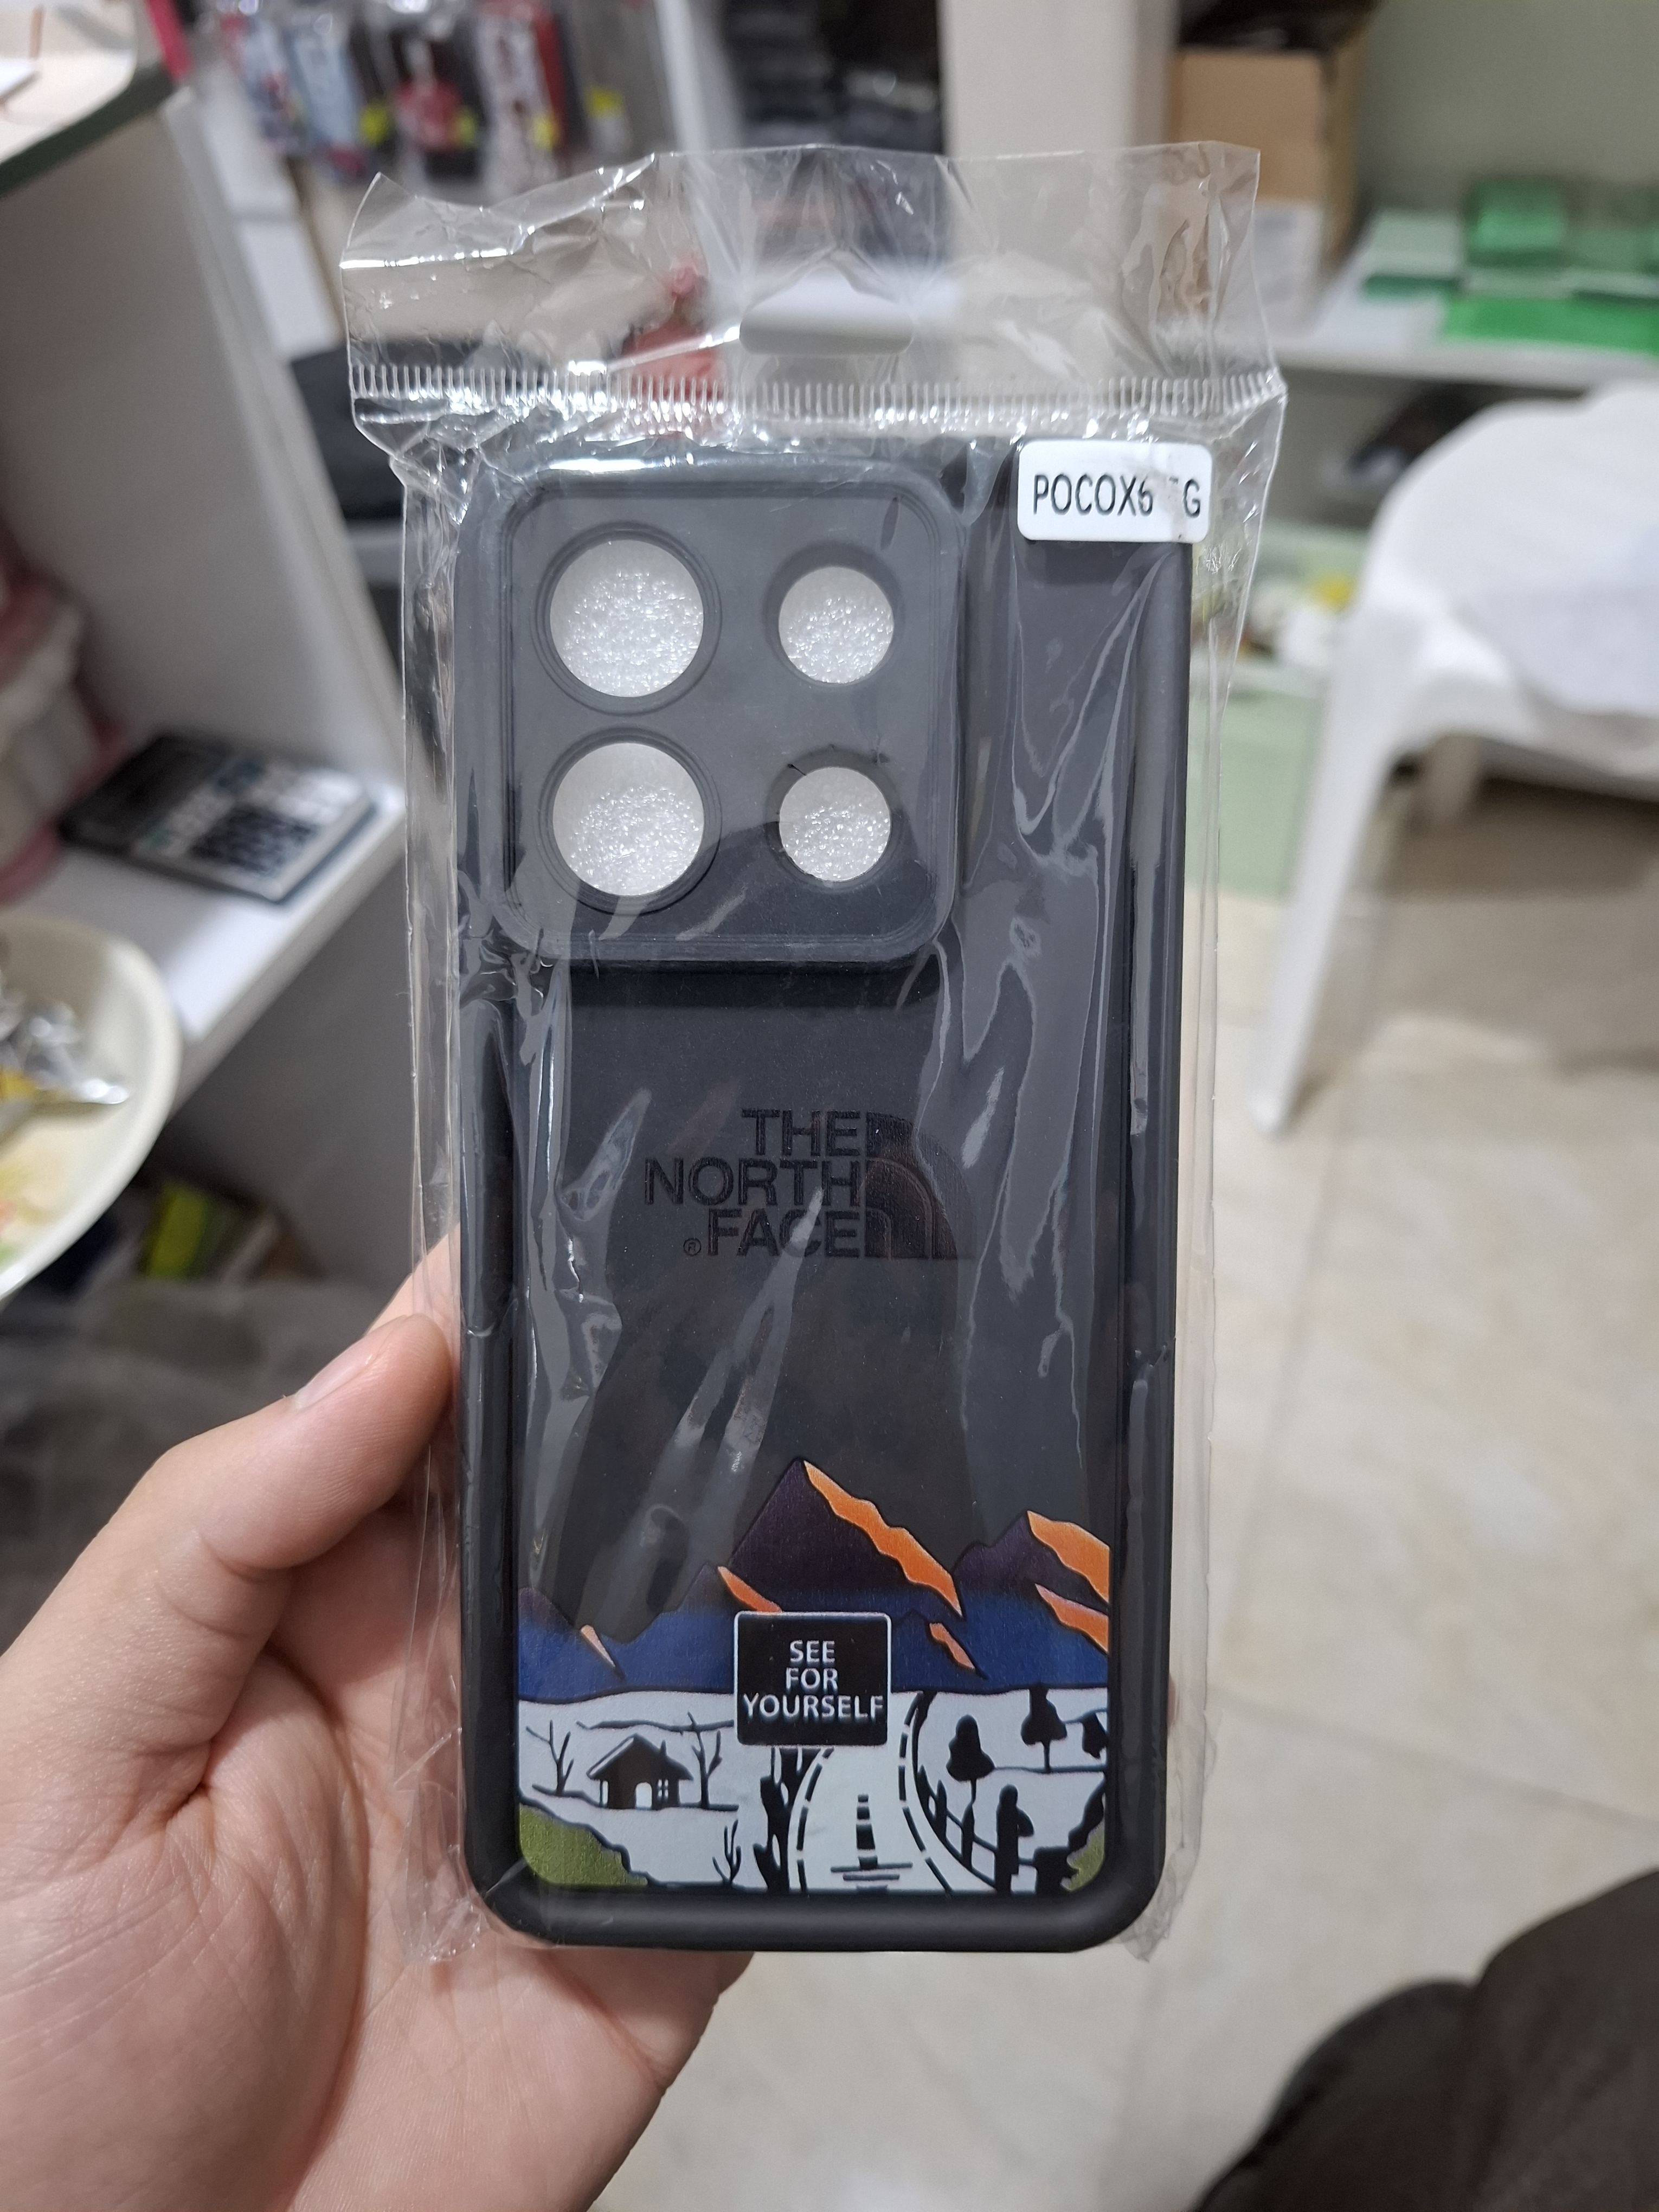 POCOX6 G
THE
NORTH
®FACE
SEE
FOR
YOURSELF